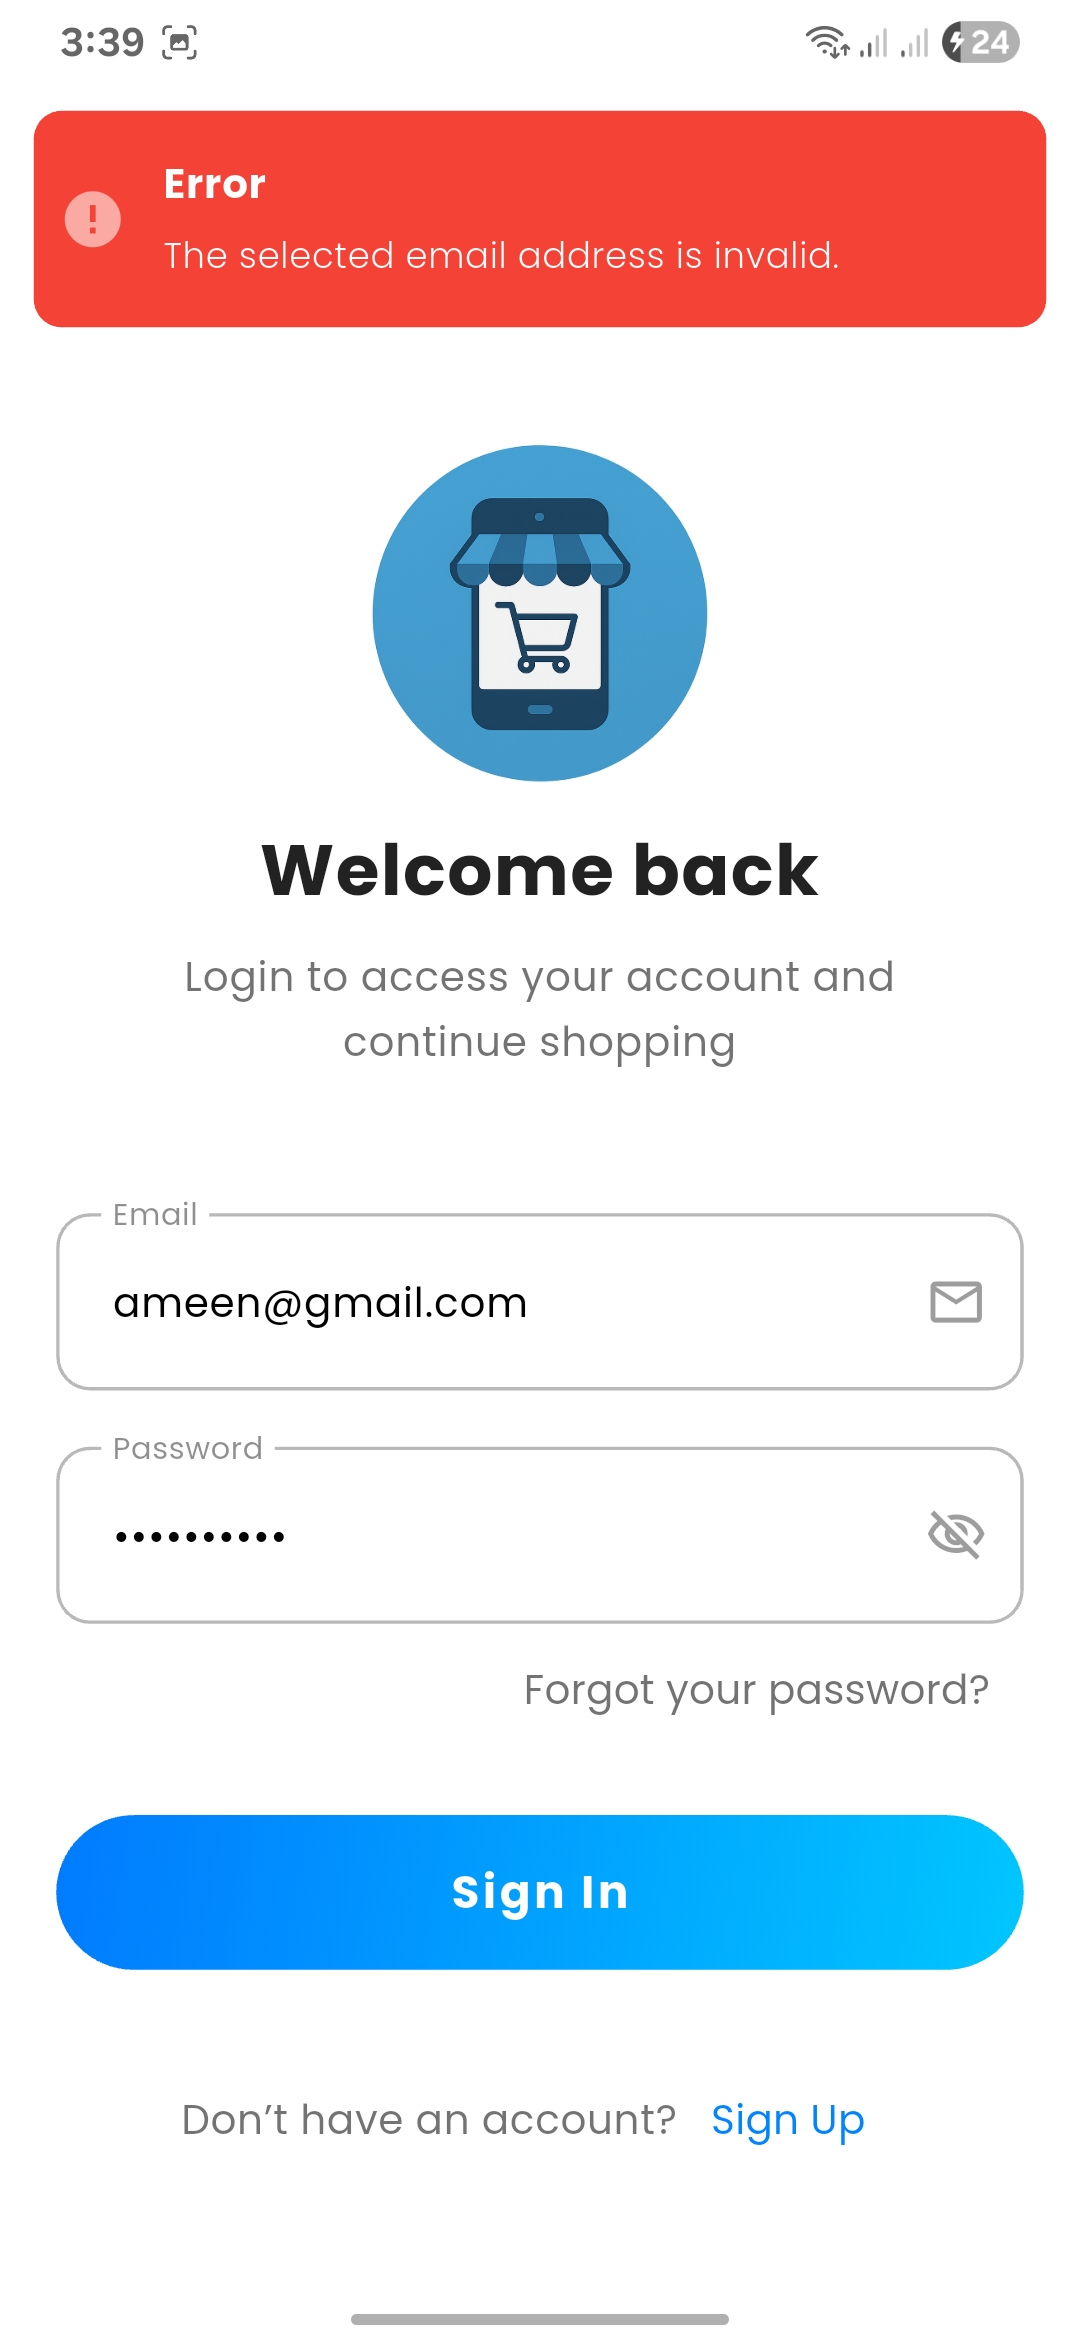 3:39
24
Error
The selected email address is invalid.
Welcome back
Login to access your account and
continue shopping
Email
ameen@gmail.com
Password
••••••••••
Forgot your password?
Sign In
Don’t have an account? Sign Up